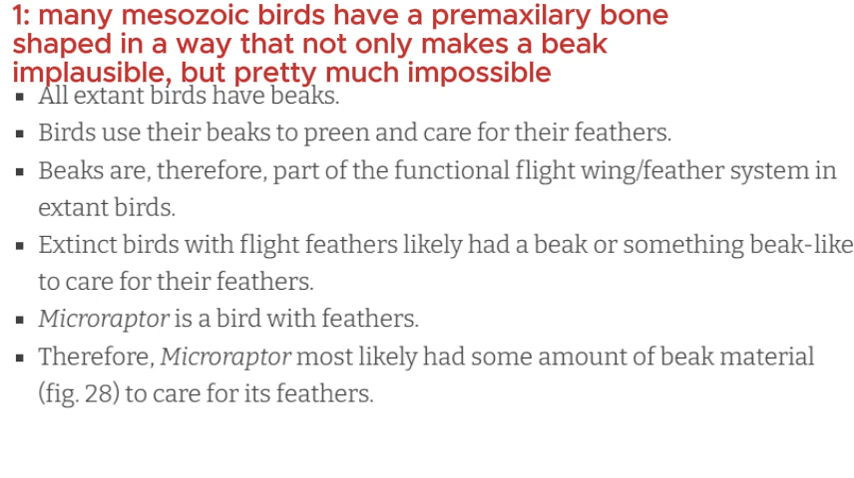 1: many mesozoic birds have a premaxilary bone
shaped in a way that not only makes a beak
implausible, but pretty much impossible
▪ All extant birds have beaks.
▪ Birds use their beaks to preen and care for their feathers.
▪ Beaks are, therefore, part of the functional flight wing/feather system in
extant birds.
▪ Extinct birds with flight feathers likely had a beak or something beak-like
to care for their feathers.
▪ Microraptor is a bird with feathers.
▪ Therefore, Microraptor most likely had some amount of beak material
(fig. 28) to care for its feathers.